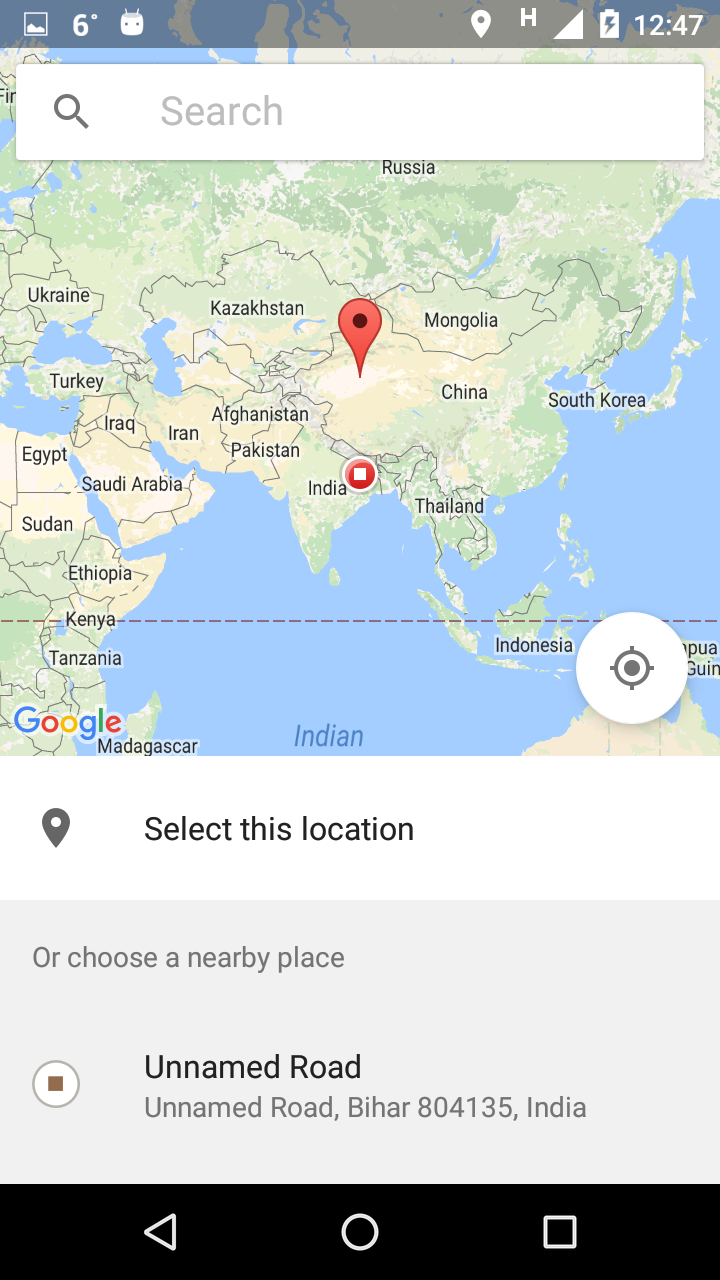 6°
H
12:47
Search
Russia
Ukraine
Kazakhstan
Mongolia
Turkey
China
South Korea
Afghanistan
Iraq
Iran
Pakistan
Egypt
Saudi Arabia
India
Thailand
Sudan
Ethiopia
Kenya
Indonesia
Tanzania
Google
Indian
Madagascar
Select this location
Or choose a nearby place
Unnamed Road
Unnamed Road, Bihar 804135, India